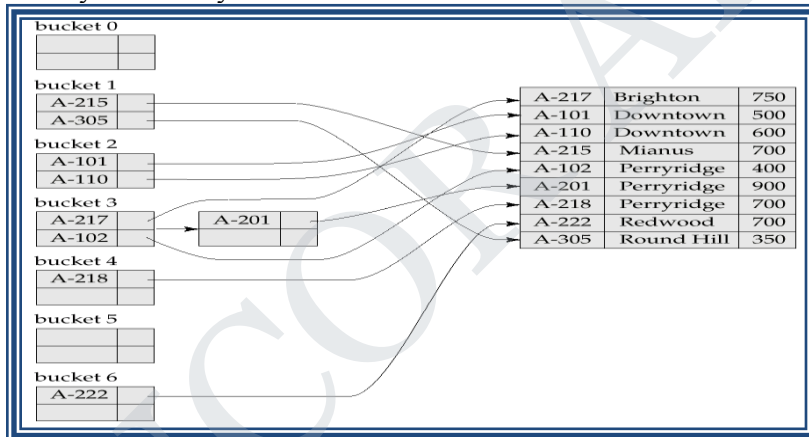 bucket 0
bucket 1
A-215
A-305
bucket 2
A-101
A-110
bucket 3
A-217
A-102
A-201
bucket 4
A-218
bucket 5
bucket 6
A-222
A-217 Brighton 750
A-101 Downtown 500
A-110 Downtown 600
A-215 Mianus 700
A-102 Perryridge 400
A-201 Perryridge 900
A-218 Perryridge 700
A-222 Redwood 700
A-305 Round Hill 350